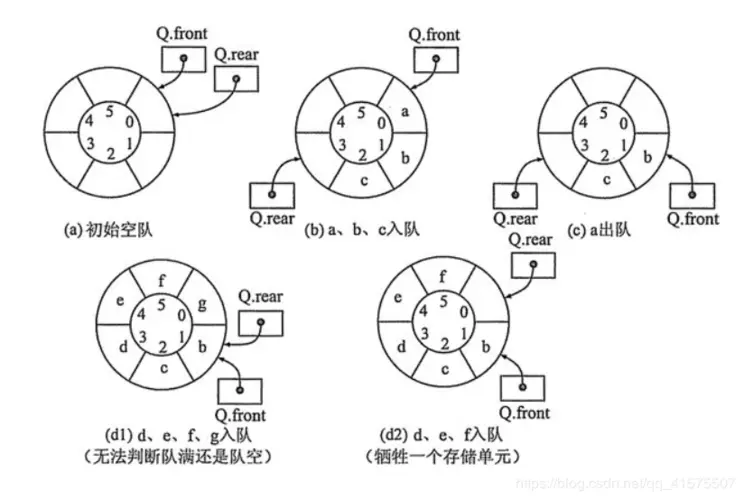 Q.front
Q.rear
4 5 0
3 2 1
(a) 初始空队
Q.front
a
4 5 0
3 2 1
b
c
Q.rear
(b) a、b、c入队
4 5 0
3 2 1
b
c
Q.rear
Q.front
(c) a出队
f
e
g
4 5 0
3 2 1
d
b
c
Q.rear
Q.front
(d1) d、e、f、g入队
(无法判断队满还是队空)
Q.rear
f
e
4 5 0
3 2 1
d
b
c
Q.front
(d2) d、e、f入队
(牺牲一个存储单元)
https://blog.csdn.net/qq_41575507